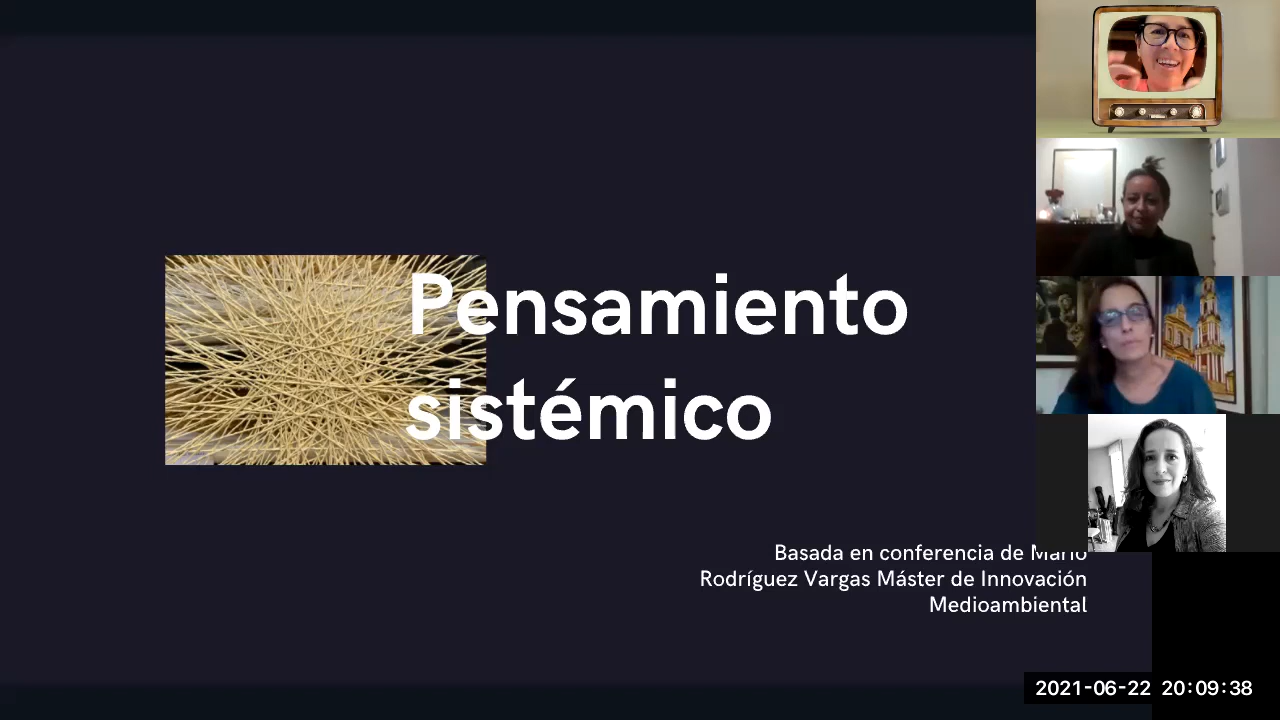 Pensamiento
sistémico
Basada en conferencia de Mario
Rodríguez Vargas Máster de Innovación
Medioambiental
2021-06-22 20:09:38